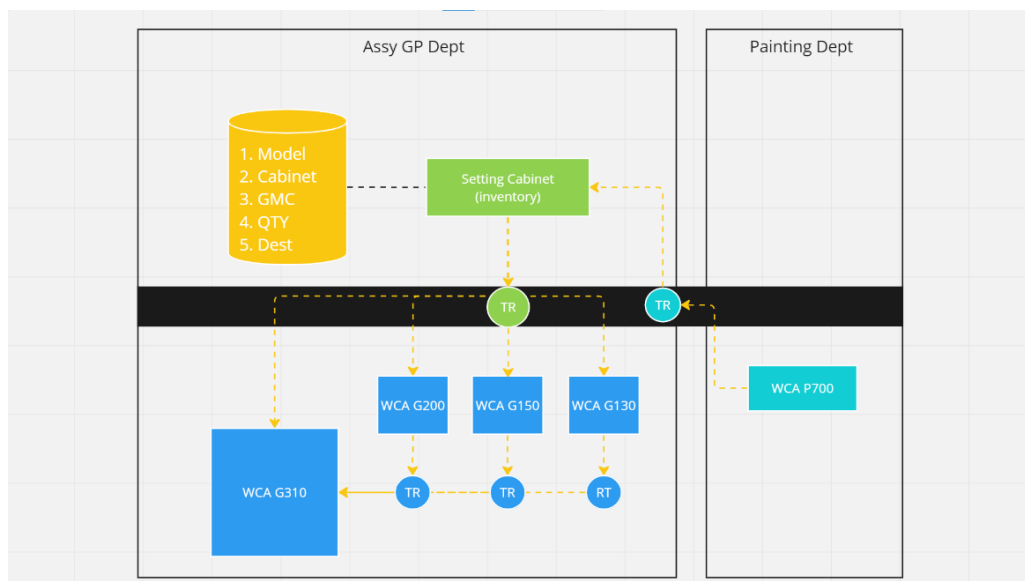 Assy GP Dept
Painting Dept
1. Model
2. Cabinet
3. GMC
4. QTY
5. Dest
Setting Cabinet
(inventory)
TR
TR
WCA G200
WCA G150
WCA G130
WCA P700
WCA G310
TR
TR
RT